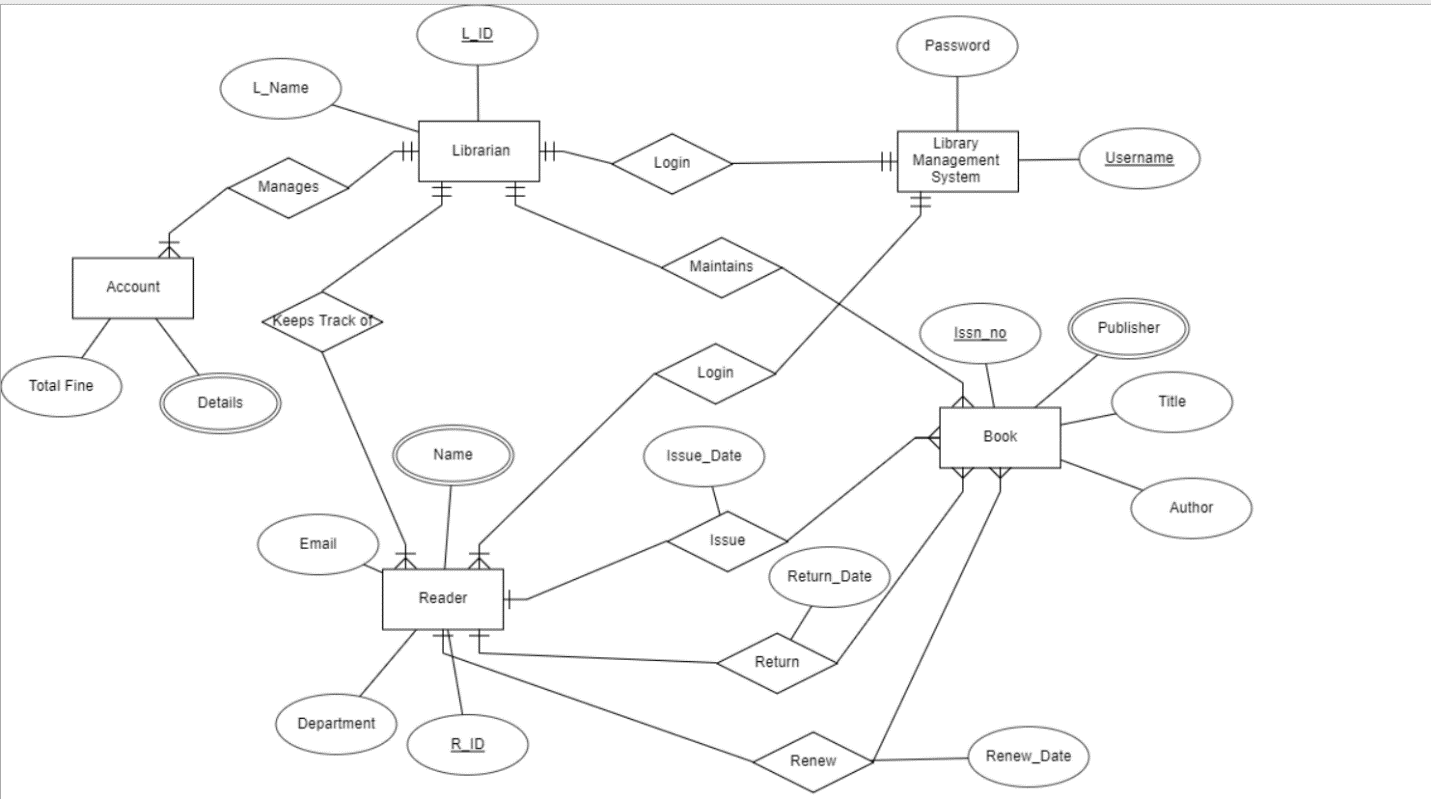 L_ID
Password
L_Name
Librarian
Login
Library
Management
System
Username
Manages
Maintains
Account
Keeps Track of
Issn_no
Publisher
Total Fine
Details
Login
Title
Book
Name
Issue_Date
Author
Email
Issue
Return_Date
Reader
Return
Department
R_ID
Renew
Renew_Date